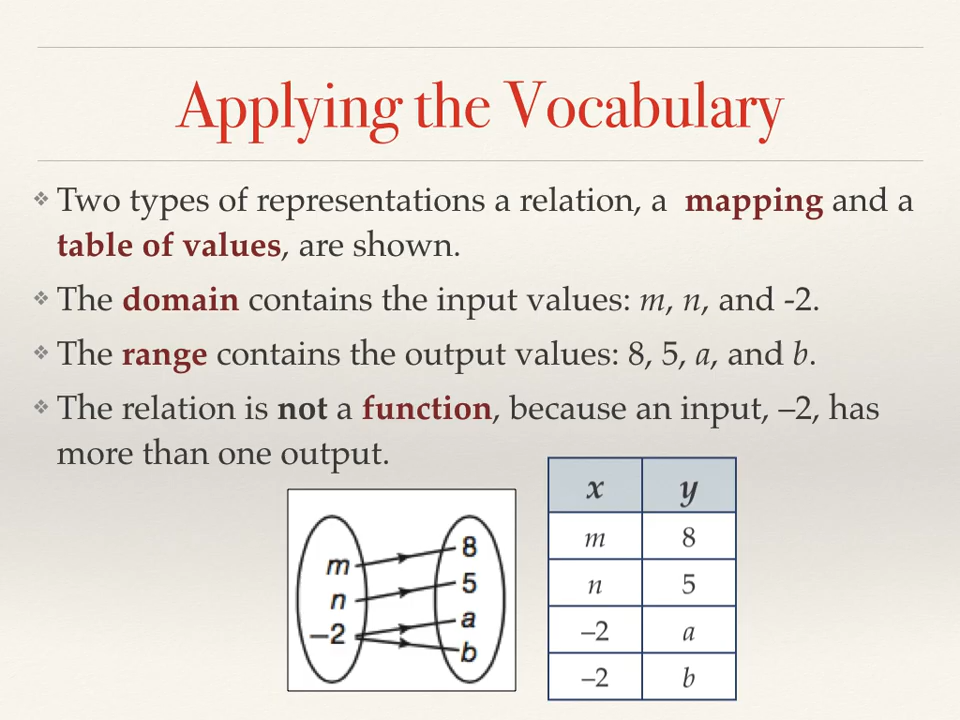 Applying the Vocabulary
❖ Two types of representations a relation, a mapping and a
table of values, are shown.
❖ The domain contains the input values: m, n, and -2.
❖ The range contains the output values: 8, 5, a, and b.
❖ The relation is not a function, because an input, –2, has
more than one output.
m 8
n 5
–2 a
b
x y
m 8
n 5
–2 a
–2 b